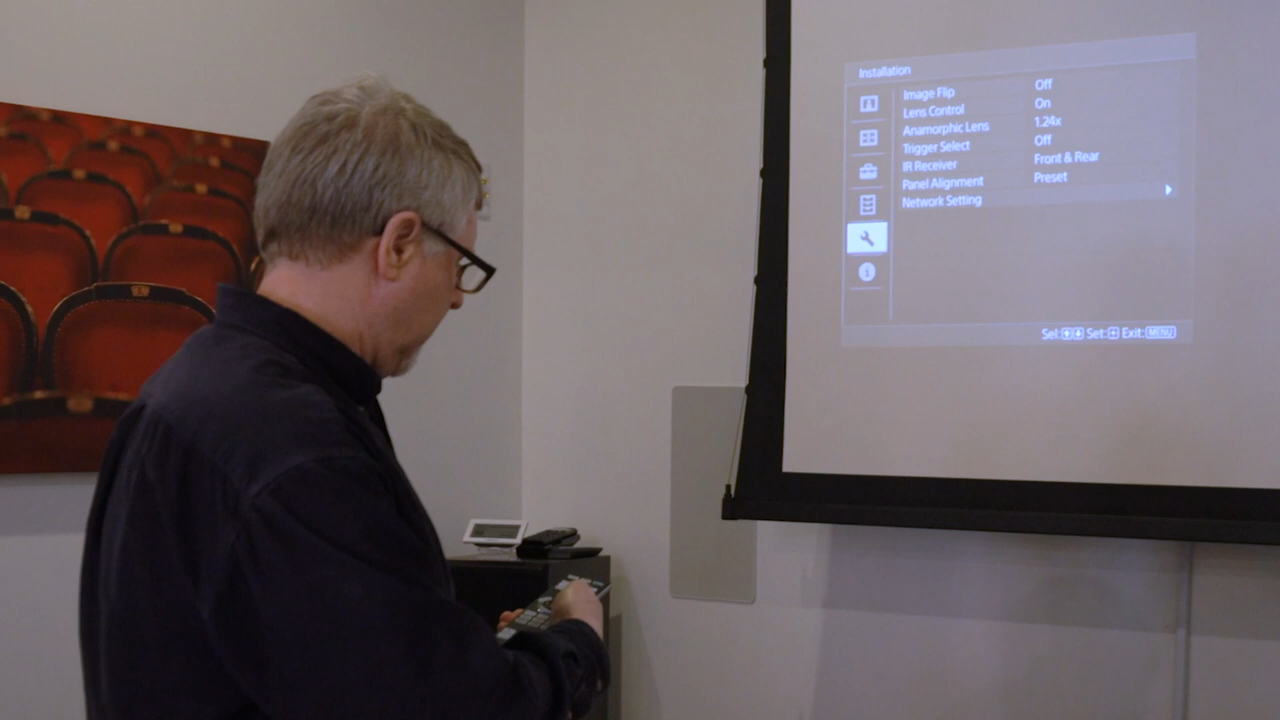 Installation
Image Flip Off
Lens Control On
Anamorphic Lens 1.24x
Trigger Select Off
IR Receiver Front & Rear
Panel Alignment Preset
Network Setting
Sel: Set: Exit: MENU